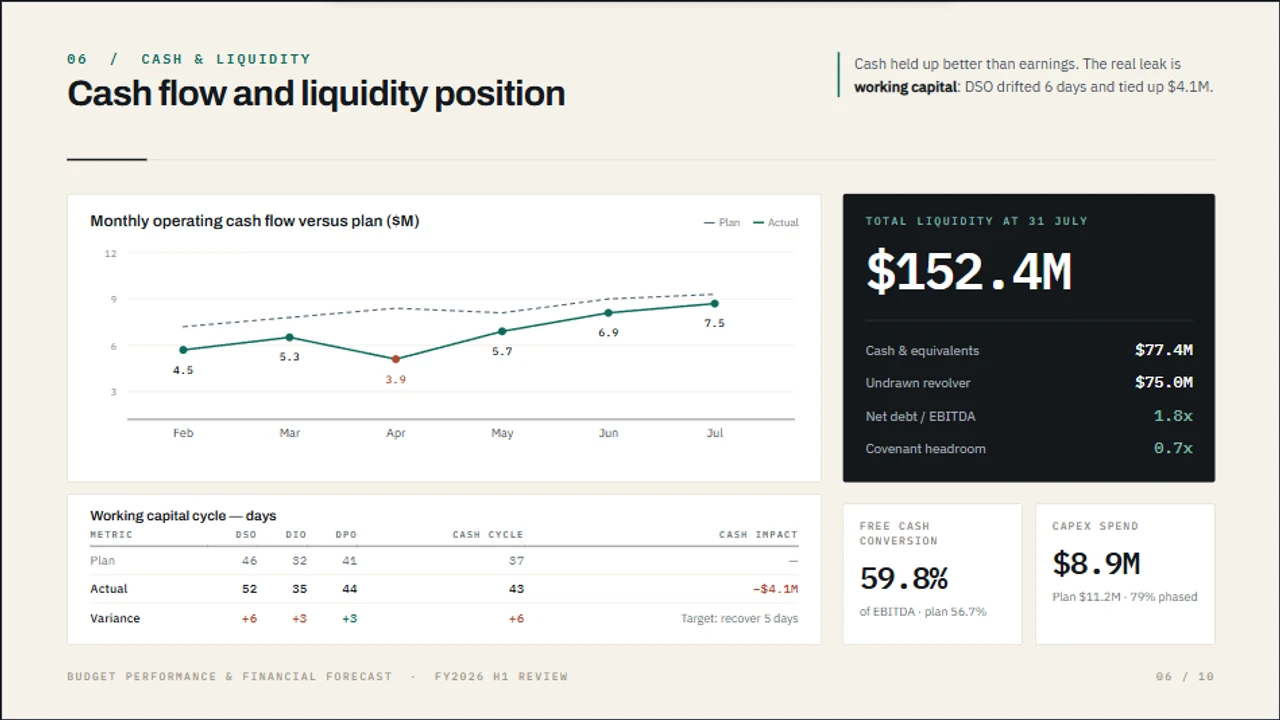 06 / CASH & LIQUIDITY
Cash flow and liquidity position
Cash held up better than earnings. The real leak is
working capital: DSO drifted 6 days and tied up $4.1M.
Monthly operating cash flow versus plan ($M)
Plan Actual
12
9
6
3
4.5
5.3
3.9
5.7
6.9
7.5
Feb Mar Apr May Jun Jul
TOTAL LIQUIDITY AT 31 JULY
$152.4M
Cash & equivalents $77.4M
Undrawn revolver $75.0M
Net debt / EBITDA 1.8x
Covenant headroom 0.7x
Working capital cycle — days
METRIC DSO DIO DPO CASH CYCLE CASH IMPACT
Plan 46 32 41 37 —
Actual 52 35 44 43 −$4.1M
Variance +6 +3 +3 +6 Target: recover 5 days
FREE CASH
CONVERSION
59.8%
of EBITDA · plan 56.7%
CAPEX SPEND
$8.9M
Plan $11.2M · 79% phased
BUDGET PERFORMANCE & FINANCIAL FORECAST · FY2026 H1 REVIEW
06 / 10